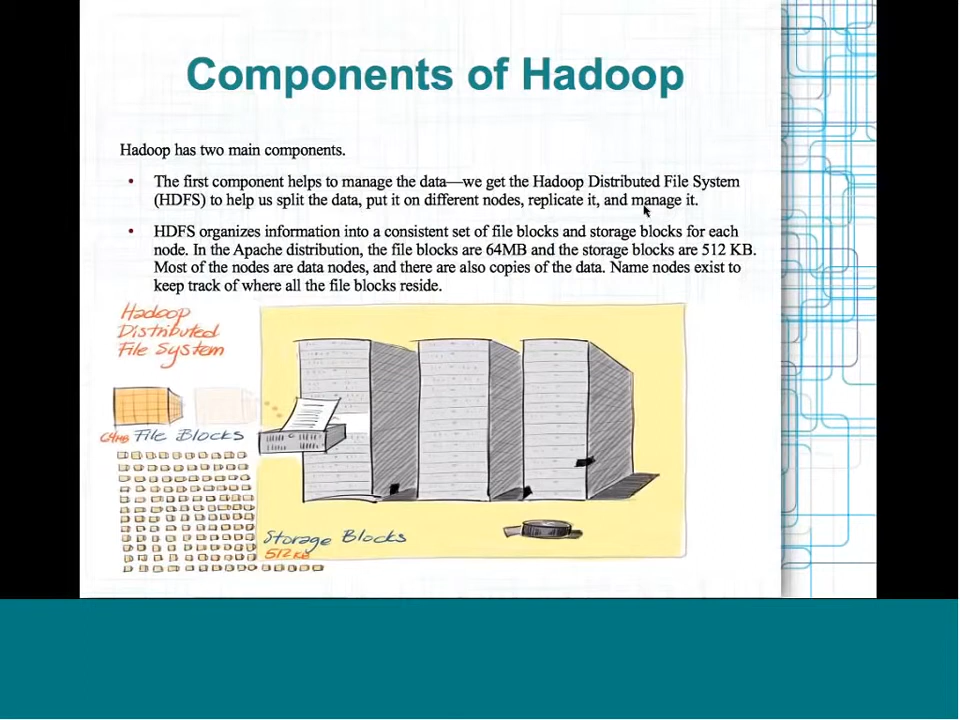 Components of Hadoop
Hadoop has two main components.
• The first component helps to manage the data—we get the Hadoop Distributed File System
(HDFS) to help us split the data, put it on different nodes, replicate it, and manage it.
• HDFS organizes information into a consistent set of file blocks and storage blocks for each
node. In the Apache distribution, the file blocks are 64MB and the storage blocks are 512 KB.
Most of the nodes are data nodes, and there are also copies of the data. Name nodes exist to
keep track of where all the file blocks reside.
Hadoop
Distributed
File System
64MB File Blocks
Storage Blocks
512 KB